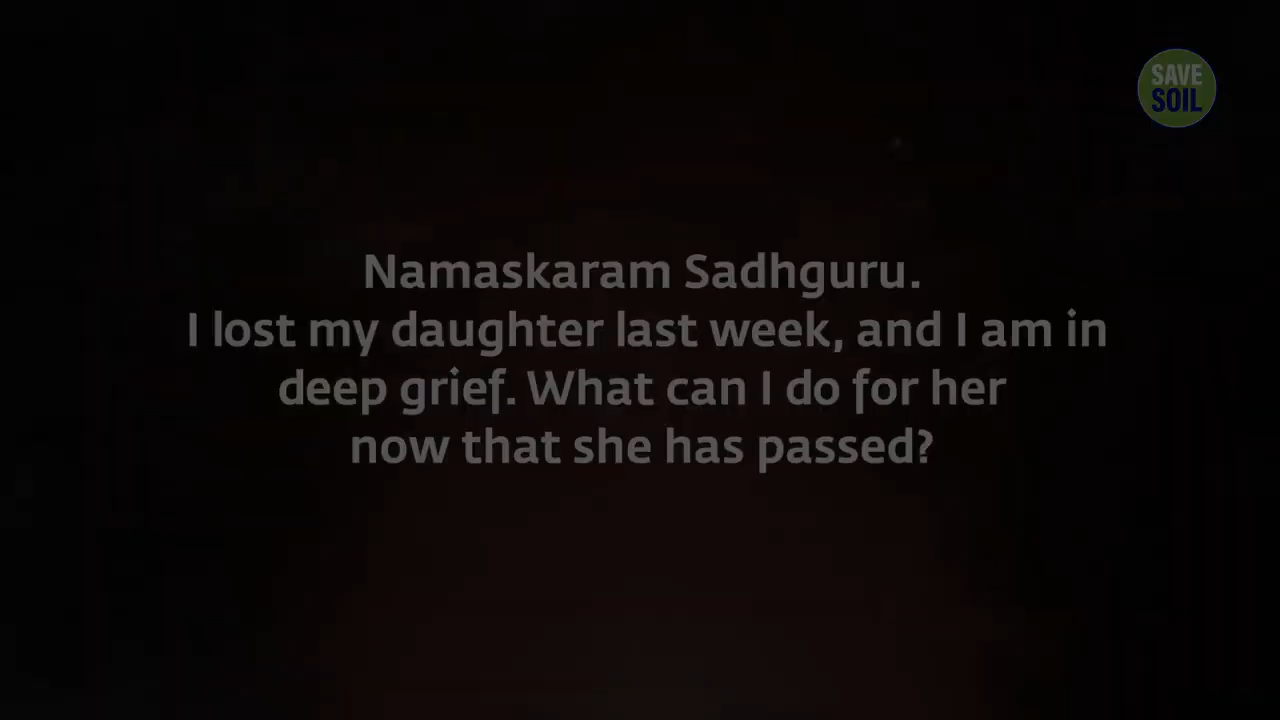 SAVE
SOIL
Namaskaram Sadhguru.
I lost my daughter last week, and I am in
deep grief. What can I do for her
now that she has passed?